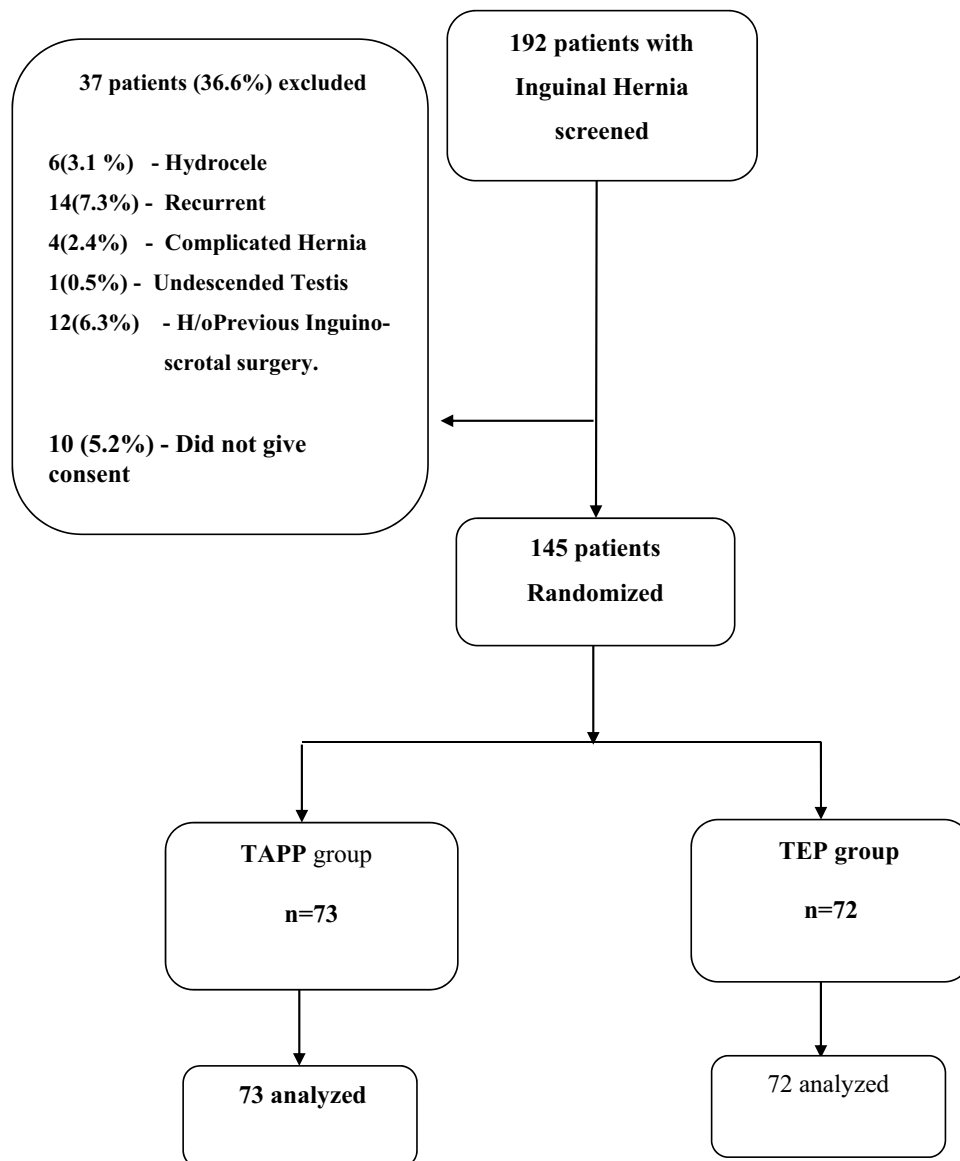 192 patients with
Inguinal Hernia
screened
37 patients (36.6%) excluded
6(3.1 %) - Hydrocele
14(7.3%) - Recurrent
4(2.4%) - Complicated Hernia
1(0.5%) - Undescended Testis
12(6.3%) - H/oPrevious Inguino-
scrotal surgery.
10 (5.2%) - Did not give
consent
145 patients
Randomized
TAPP group
n=73
TEP group
n=72
73 analyzed
72 analyzed